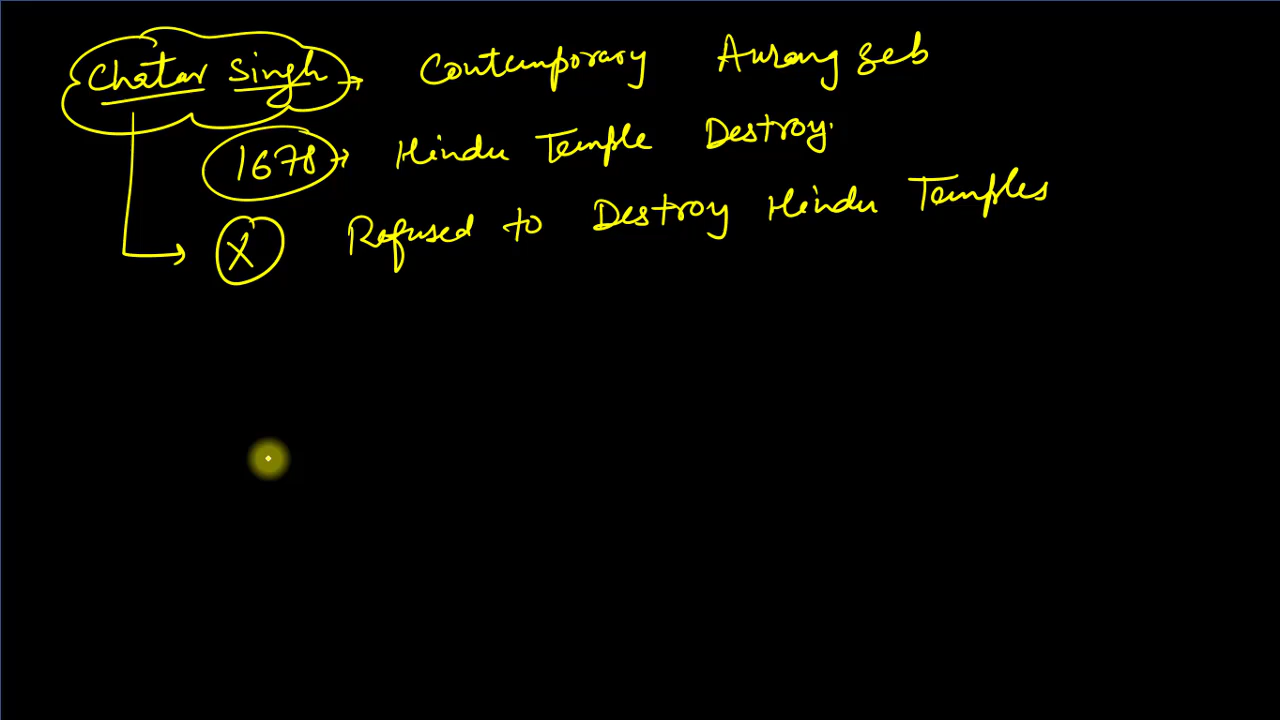 Chatar Singh → Contemporary Aurangzeb
1678 → Hindu Temple Destroy.
X Refused to Destroy Hindu Temples